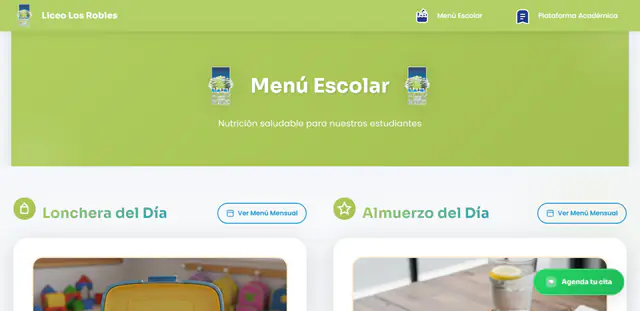 Liceo Los Robles
Menú Escolar
Plataforma Académica
Menú Escolar
Nutrición saludable para nuestros estudiantes
Lonchera del Día
Ver Menú Mensual
Almuerzo del Día
Ver Menú Mensual
Agenda tu cita